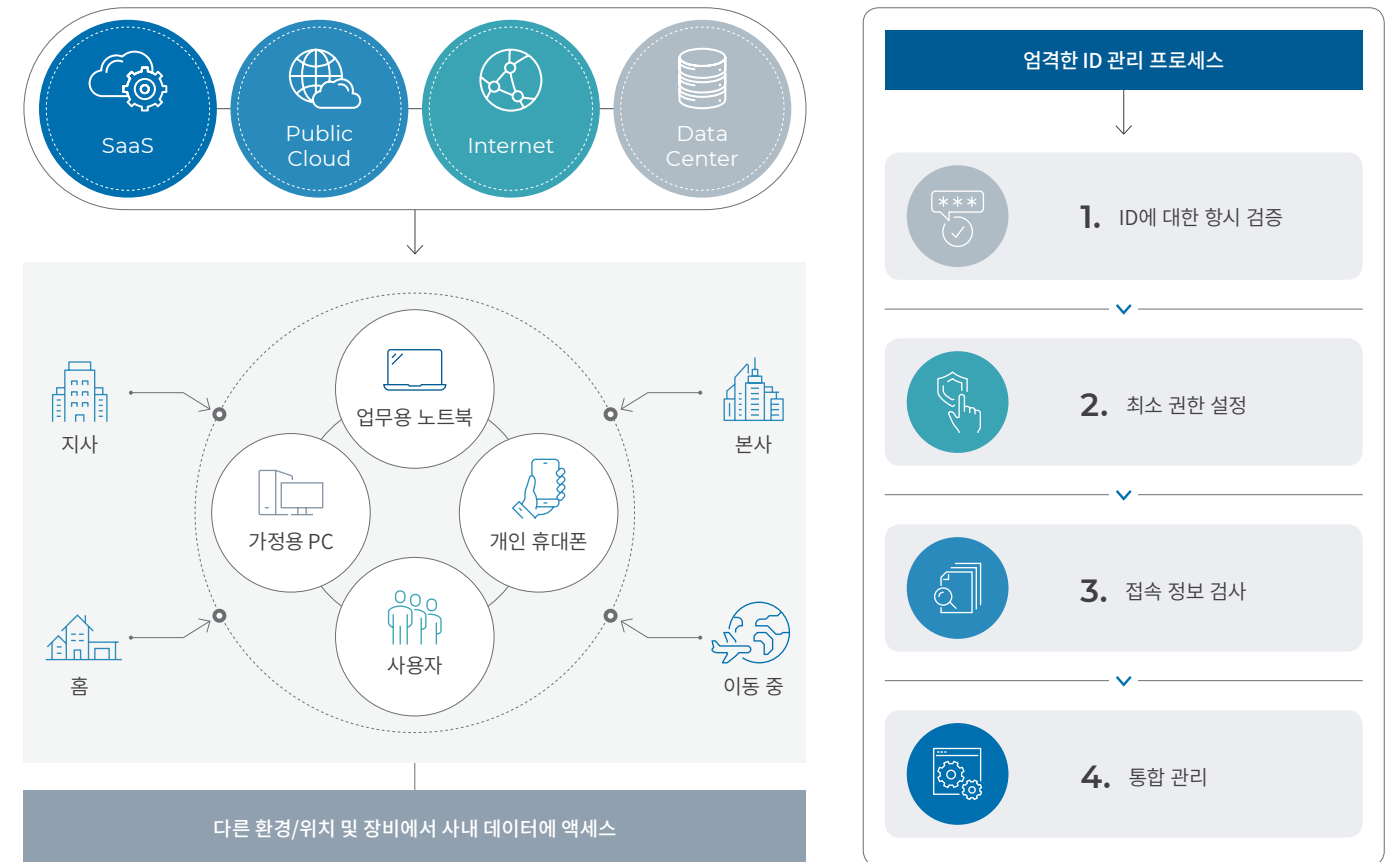 SaaS
Public
Cloud
Internet
Data
Center
지사
업무용 노트북
본사
가정용 PC
개인 휴대폰
사용자
홈
이동 중
다른 환경/위치 및 장비에서 사내 데이터에 액세스
엄격한 ID 관리 프로세스
***
1. ID에 대한 항시 검증
2. 최소 권한 설정
3. 접속 정보 검사
4. 통합 관리